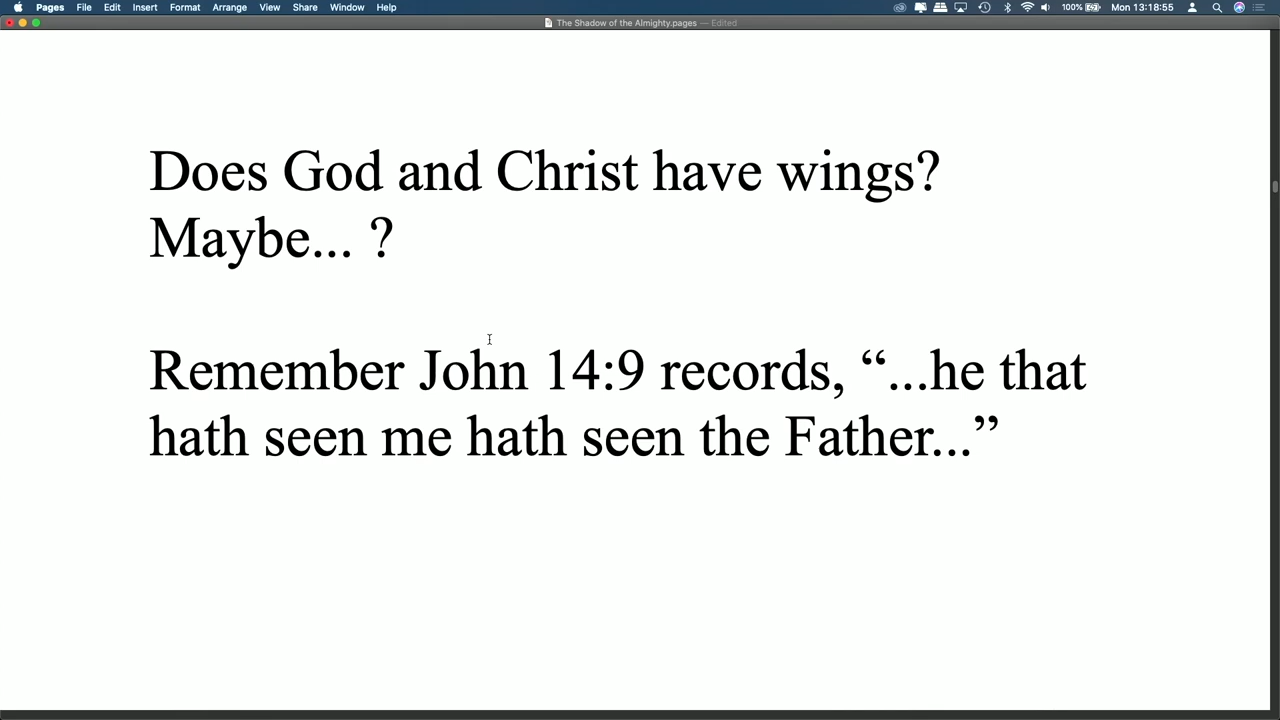 Pages File Edit Insert Format Arrange View Share Window Help 100% Mon 13:18:55
The Shadow of the Almighty.pages — Edited
Does God and Christ have wings?
Maybe... ?
Remember John 14:9 records, “...he that
hath seen me hath seen the Father...”